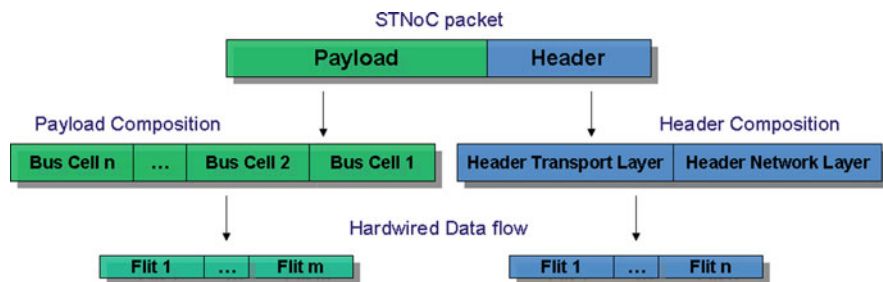 STNoC packet
Payload Header
Payload Composition Header Composition
Bus Cell n ... Bus Cell 2 Bus Cell 1 Header Transport Layer Header Network Layer
Hardwired Data flow
Flit 1 ... Flit m Flit 1 ... Flit n